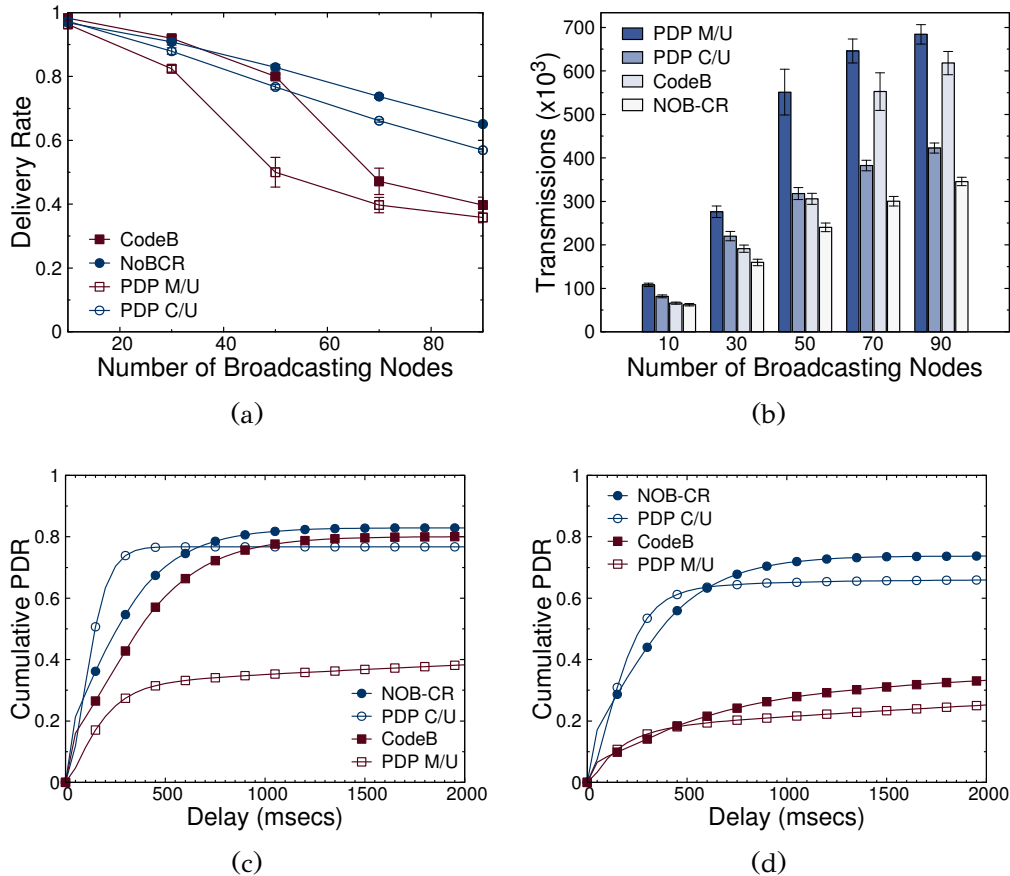 1
0.8
0.6
0.4
0.2
0
20
40
60
80
Delivery Rate
Number of Broadcasting Nodes
CodeB
NoBCR
PDP M/U
PDP C/U
(a)
700
600
500
400
300
200
100
0
10
30
50
70
90
Transmissions (x10³)
Number of Broadcasting Nodes
PDP M/U
PDP C/U
CodeB
NOB-CR
(b)
1
0.8
0.6
0.4
0.2
0
0
500
1000
1500
2000
Cumulative PDR
Delay (msecs)
NOB-CR
PDP C/U
CodeB
PDP M/U
(c)
1
0.8
0.6
0.4
0.2
0
0
500
1000
1500
2000
Cumulative PDR
Delay (msecs)
NOB-CR
PDP C/U
CodeB
PDP M/U
(d)